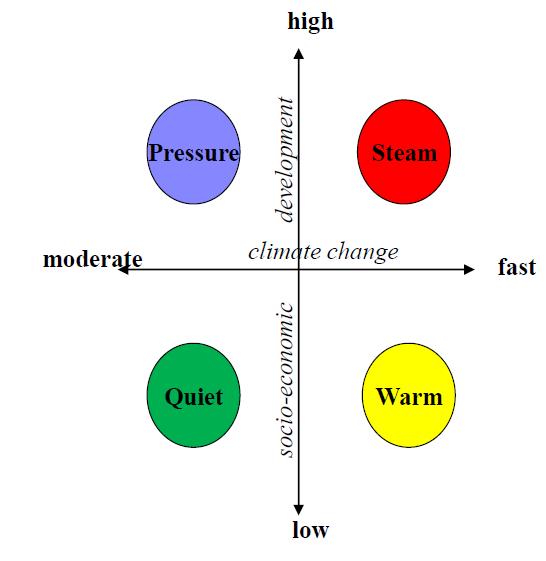 high
Pressure
development
Steam
climate change
moderate
fast
socio-economic
Quiet
Warm
low